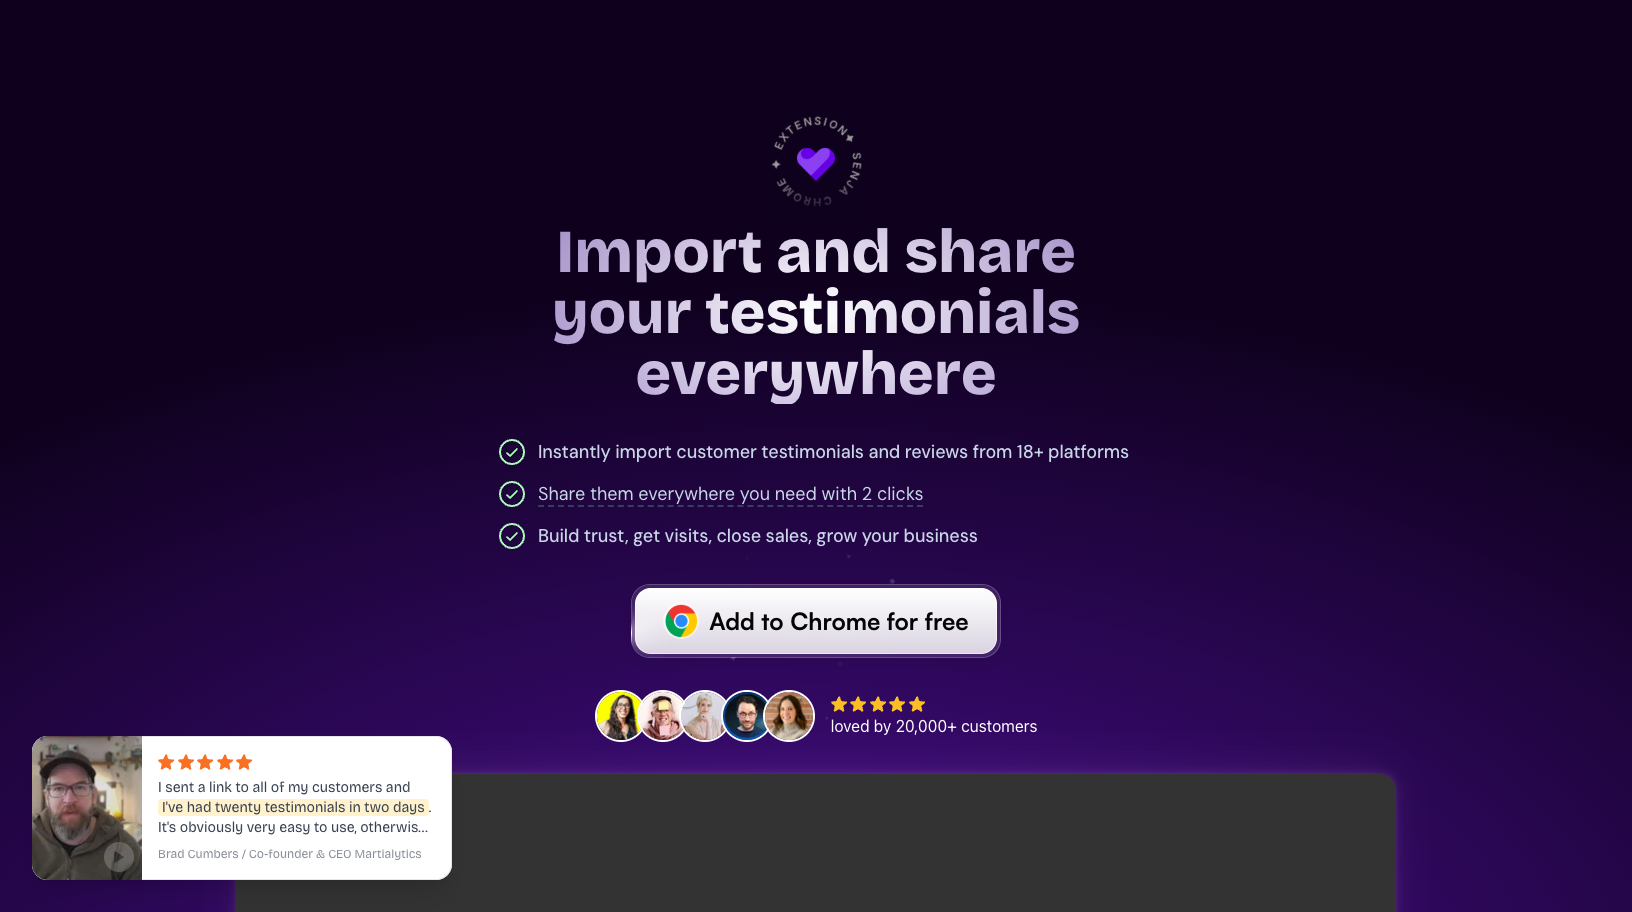 EXTENSION ✦ SENJA CHROME ✦
Import and share
your testimonials
everywhere
Instantly import customer testimonials and reviews from 18+ platforms
Share them everywhere you need with 2 clicks
Build trust, get visits, close sales, grow your business
Add to Chrome for free
loved by 20,000+ customers
I sent a link to all of my customers and
I've had twenty testimonials in two days.
It's obviously very easy to use, otherwis...
Brad Cumbers / Co-founder & CEO Martialytics